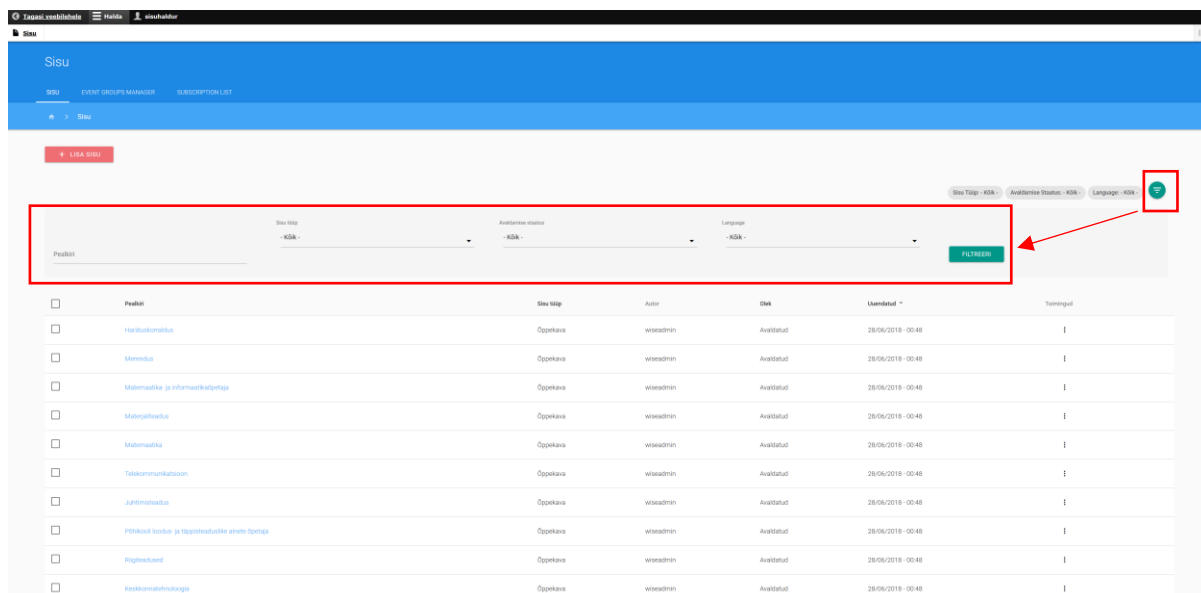 Tagasi veebilehele Halda sisuhaldur
Sisu
Sisu
SISU EVENT GROUPS MANAGER SUBSCRIPTION LIST
> Sisu
+ LISA SISU
Sisu Tüüp: - Kõik - Avaldamise Staatus: - Kõik - Language: - Kõik -
Sisu tüüp Avaldamise staatus Language
- Kõik - - Kõik - - Kõik -
Pealkiri FILTREERI
Pealkiri Sisu tüüp Autor Olek Uuendatud Toimingud
Halduskorraldus Õppekava wiseadmin Avaldatud 28/06/2018 - 00:48
Õppekava wiseadmin Avaldatud 28/06/2018 - 00:48
Matemaatika- ja informaatikaõpetaja Õppekava wiseadmin Avaldatud 28/06/2018 - 00:48
Materjaliteadus Õppekava wiseadmin Avaldatud 28/06/2018 - 00:48
Matemaatika Õppekava wiseadmin Avaldatud 28/06/2018 - 00:48
Telekommunikatsioon Õppekava wiseadmin Avaldatud 28/06/2018 - 00:48
Juhtimisteadus Õppekava wiseadmin Avaldatud 28/06/2018 - 00:48
Põhikooli loodus- ja täppisteaduslike ainete õpetaja Õppekava wiseadmin Avaldatud 28/06/2018 - 00:48
Riigiteadused Õppekava wiseadmin Avaldatud 28/06/2018 - 00:48
Keskkonnatehnoloogia Õppekava wiseadmin Avaldatud 28/06/2018 - 00:48